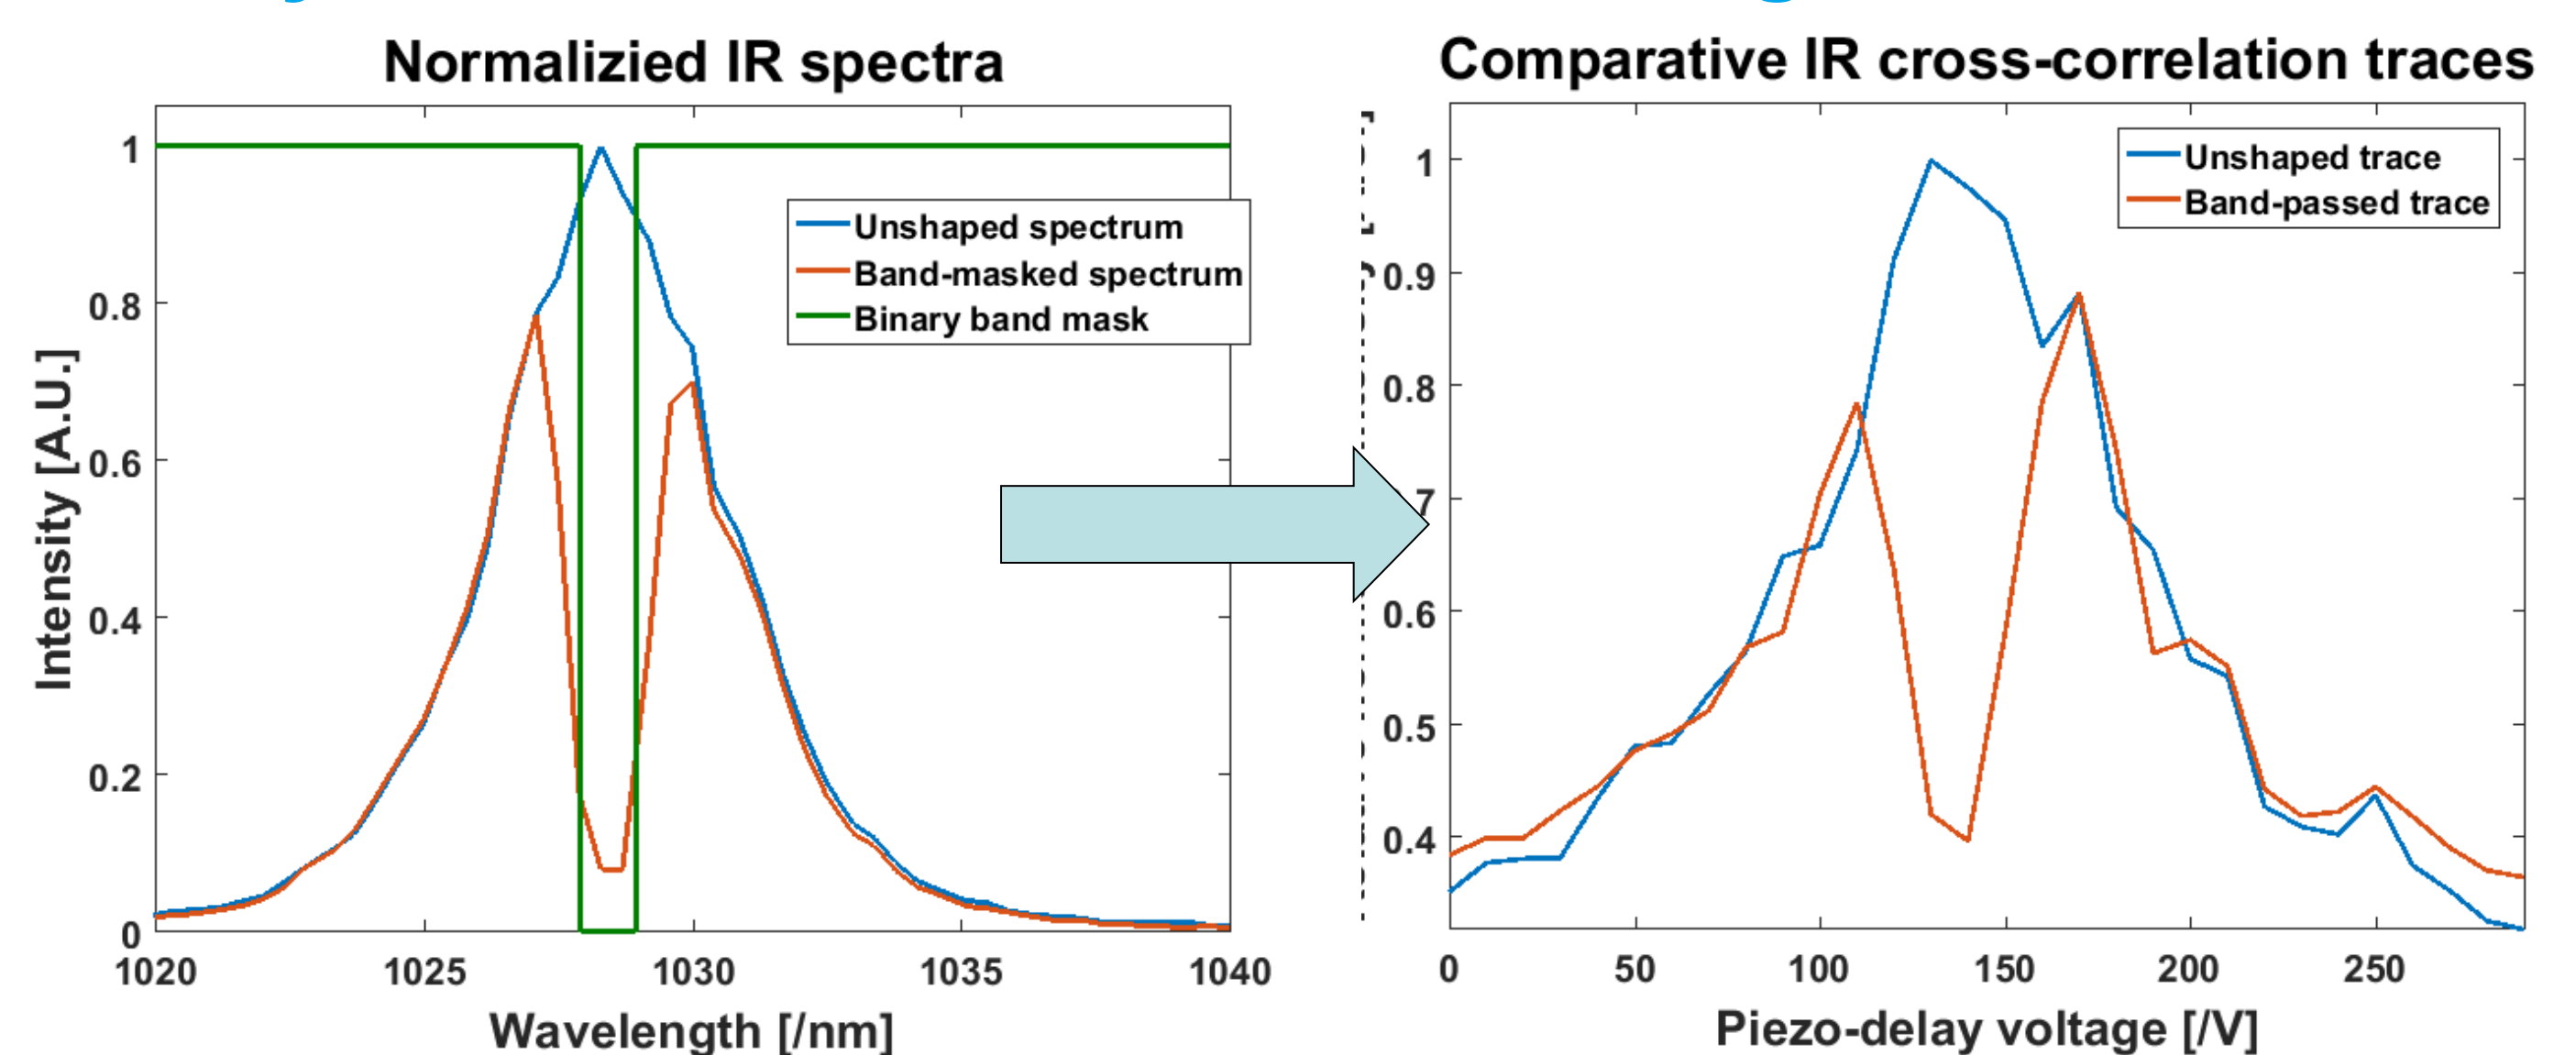 Normalizied IR spectra
1
0.8
0.6
0.4
0.2
0
1020 1025 1030 1035 1040
Intensity [A.U.]
Wavelength [/nm]
Unshaped spectrum
Band-masked spectrum
Binary band mask
Comparative IR cross-correlation traces
1
0.9
0.8
7
0.6
0.5
0.4
0 50 100 150 200 250
Piezo-delay voltage [/V]
Unshaped trace
Band-passed trace